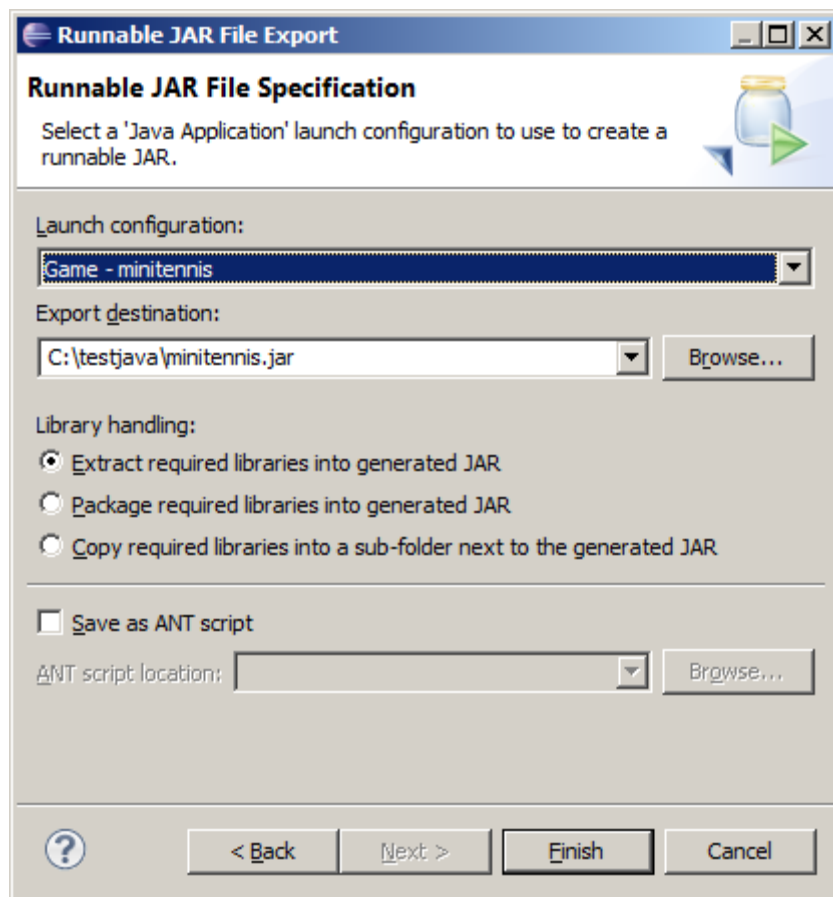 Runnable JAR File Export
Runnable JAR File Specification
Select a 'Java Application' launch configuration to use to create a
runnable JAR.
Launch configuration:
Game - minitennis
Export destination:
C:\testjava\minitennis.jar
Browse...
Library handling:
Extract required libraries into generated JAR
Package required libraries into generated JAR
Copy required libraries into a sub-folder next to the generated JAR
Save as ANT script
ANT script location:
Browse...
?
< Back
Next >
Finish
Cancel